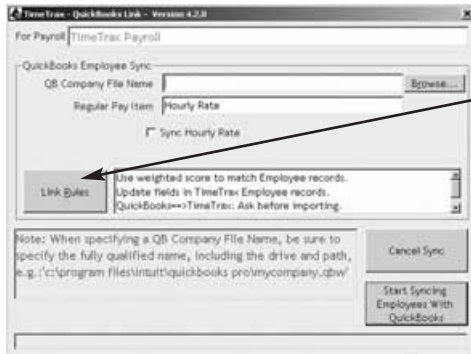 TimeTrax - QuickBooks Link - Version 4.2.0
For Payroll TimeTrax Payroll
QuickBooks Employee Sync
QB Company File Name
Browse...
Regular Pay Item Hourly Rate
Sync Hourly Rate
Link Rules
Use weighted score to match Employee records.
Update fields in TimeTrax Employee records.
QuickBooks==>TimeTrax: Ask before importing.
Note: When specifying a QB Company File Name, be sure to
specify the fully qualified name, including the drive and path,
e.g.:'c:\program files\intuit\quickbooks pro\mycompany.qbw'
Cancel Sync
Start Syncing
Employees With
QuickBooks